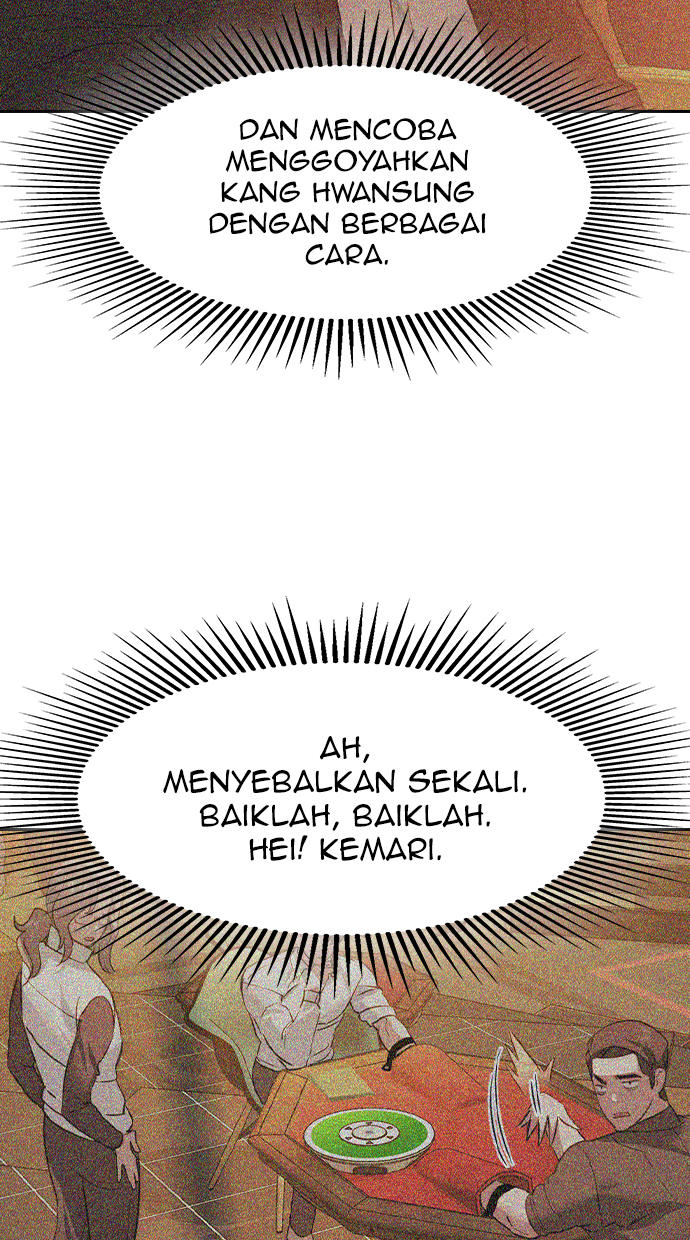 DAN MENCOBA
MENGGOYAHKAN
KANG HWANSUNG
DENGAN BERBAGAI
CARA.
AH,
MENYEBALKAN SEKALI.
BAIKLAH, BAIKLAH.
HEI! KEMARI.